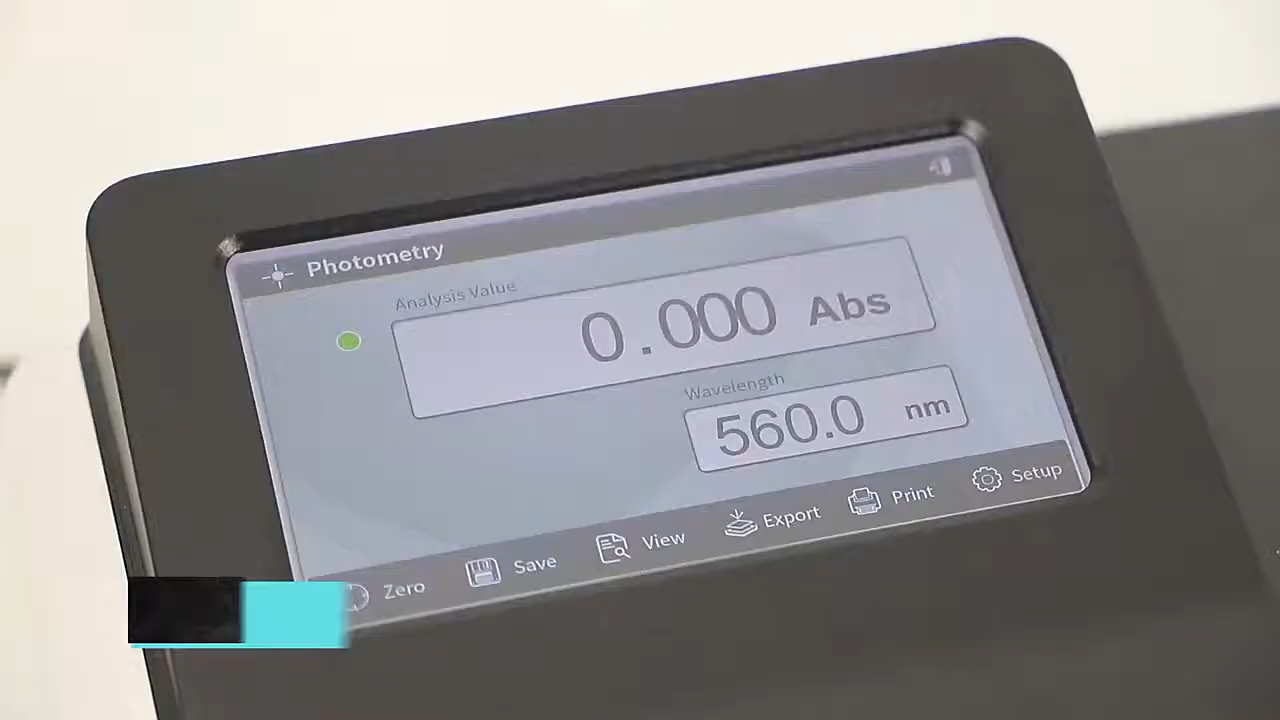 Photometry
Analysis Value
0.000 Abs
Wavelength
560.0 nm
Zero Save View Export Print Setup